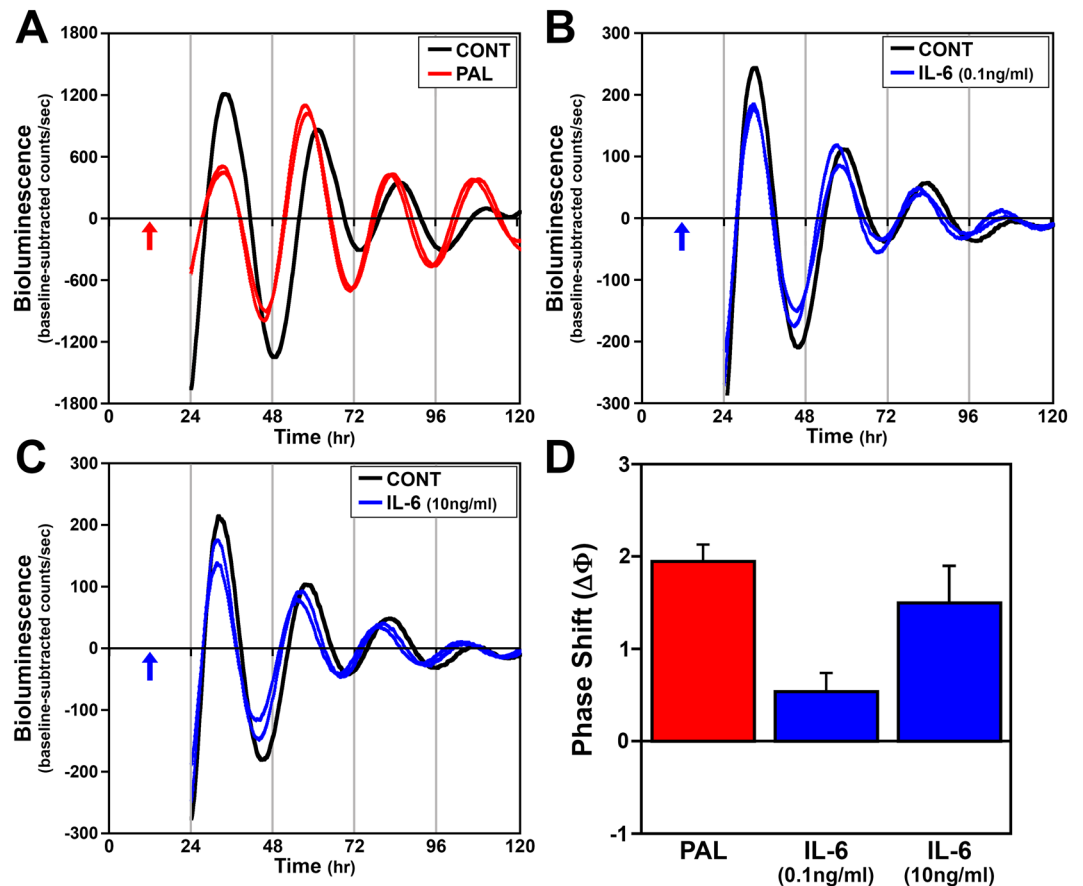 A
Bioluminescence
(baseline-subtracted counts/sec)
1800
1200
600
0
-600
-1200
-1800
CONT
PAL
0 24 48 72 96 120
Time (hr)
B
Bioluminescence
(baseline-subtracted counts/sec)
300
200
100
0
-100
-200
-300
CONT
IL-6 (0.1ng/ml)
0 24 48 72 96 120
Time (hr)
C
Bioluminescence
(baseline-subtracted counts/sec)
300
200
100
0
-100
-200
-300
CONT
IL-6 (10ng/ml)
0 24 48 72 96 120
Time (hr)
D
Phase Shift (ΔΦ)
3
2
1
0
-1
PAL IL-6 IL-6
(0.1ng/ml) (10ng/ml)